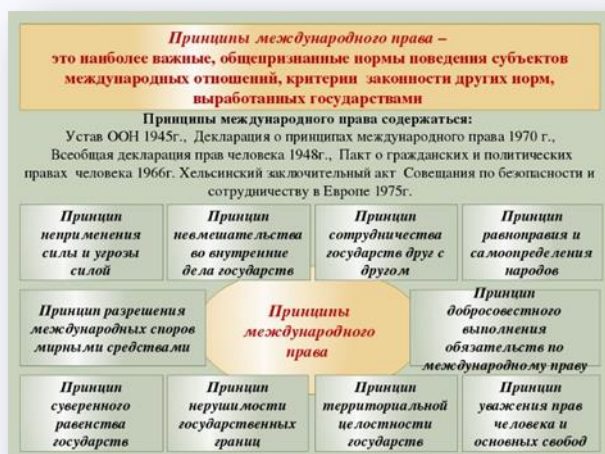 Принципы международного права –
это наиболее важные, общепризнанные нормы поведения субъектов
международных отношений, критерии законности других норм,
выработанных государствами
Принципы международного права содержаться:
Устав ООН 1945г., Декларация о принципах международного права 1970 г.,
Всеобщая декларация прав человека 1948г., Пакт о гражданских и политических
правах человека 1966г. Хельсинский заключительный акт Совещания по безопасности и
сотрудничеству в Европе 1975г.
Принцип
неприменения
силы и угрозы
силой
Принцип
невмешательства
во внутренние
дела государств
Принцип
сотрудничества
государств друг с
другом
Принцип
равноправия и
самоопределения
народов
Принцип разрешения
международных споров
мирными средствами
Принципы
международного
права
Принцип
добросовестного
выполнения
обязательств по
международному праву
Принцип
суверенного
равенства
государств
Принцип
нерушимости
государственных
границ
Принцип
территориальной
целостности
государств
Принцип
уважения прав
человека и
основных свобод